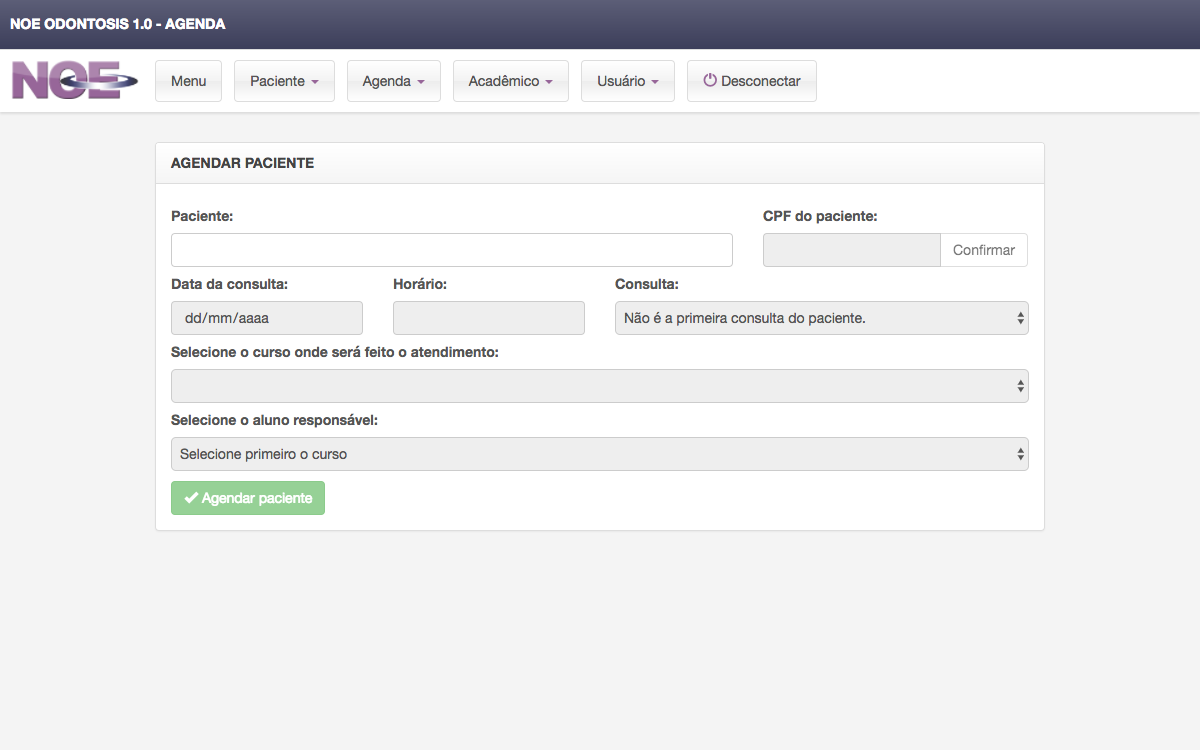 NOE ODONTOSIS 1.0 - AGENDA
NOE Menu Paciente Agenda Acadêmico Usuário Desconectar
AGENDAR PACIENTE
Paciente: CPF do paciente:
Confirmar
Data da consulta: Horário: Consulta:
dd/mm/aaaa Não é a primeira consulta do paciente.
Selecione o curso onde será feito o atendimento:
Selecione o aluno responsável:
Selecione primeiro o curso
Agendar paciente